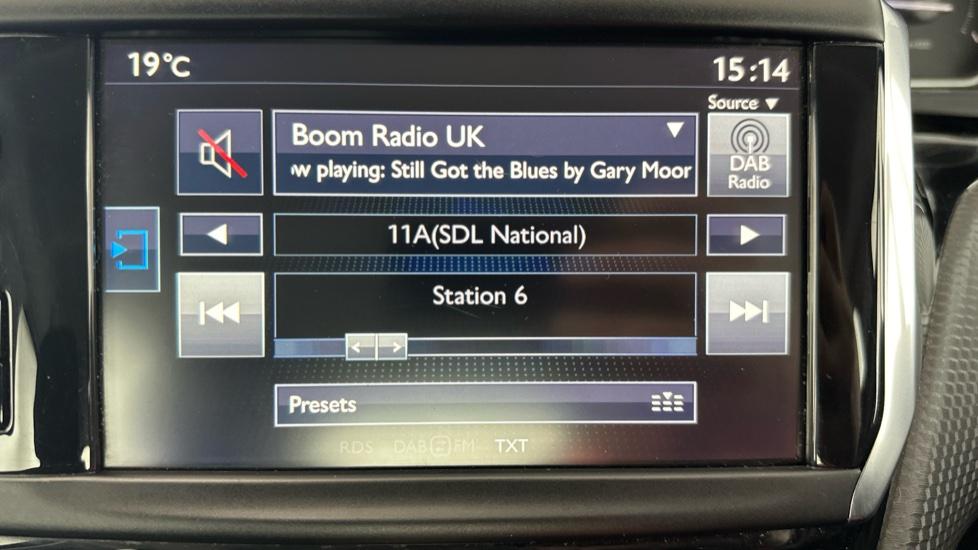 19°C
15:14
Source ▼
Boom Radio UK
w playing: Still Got the Blues by Gary Moor
DAB
Radio
11A(SDL National)
Station 6
Presets
RDS DAB FM TXT